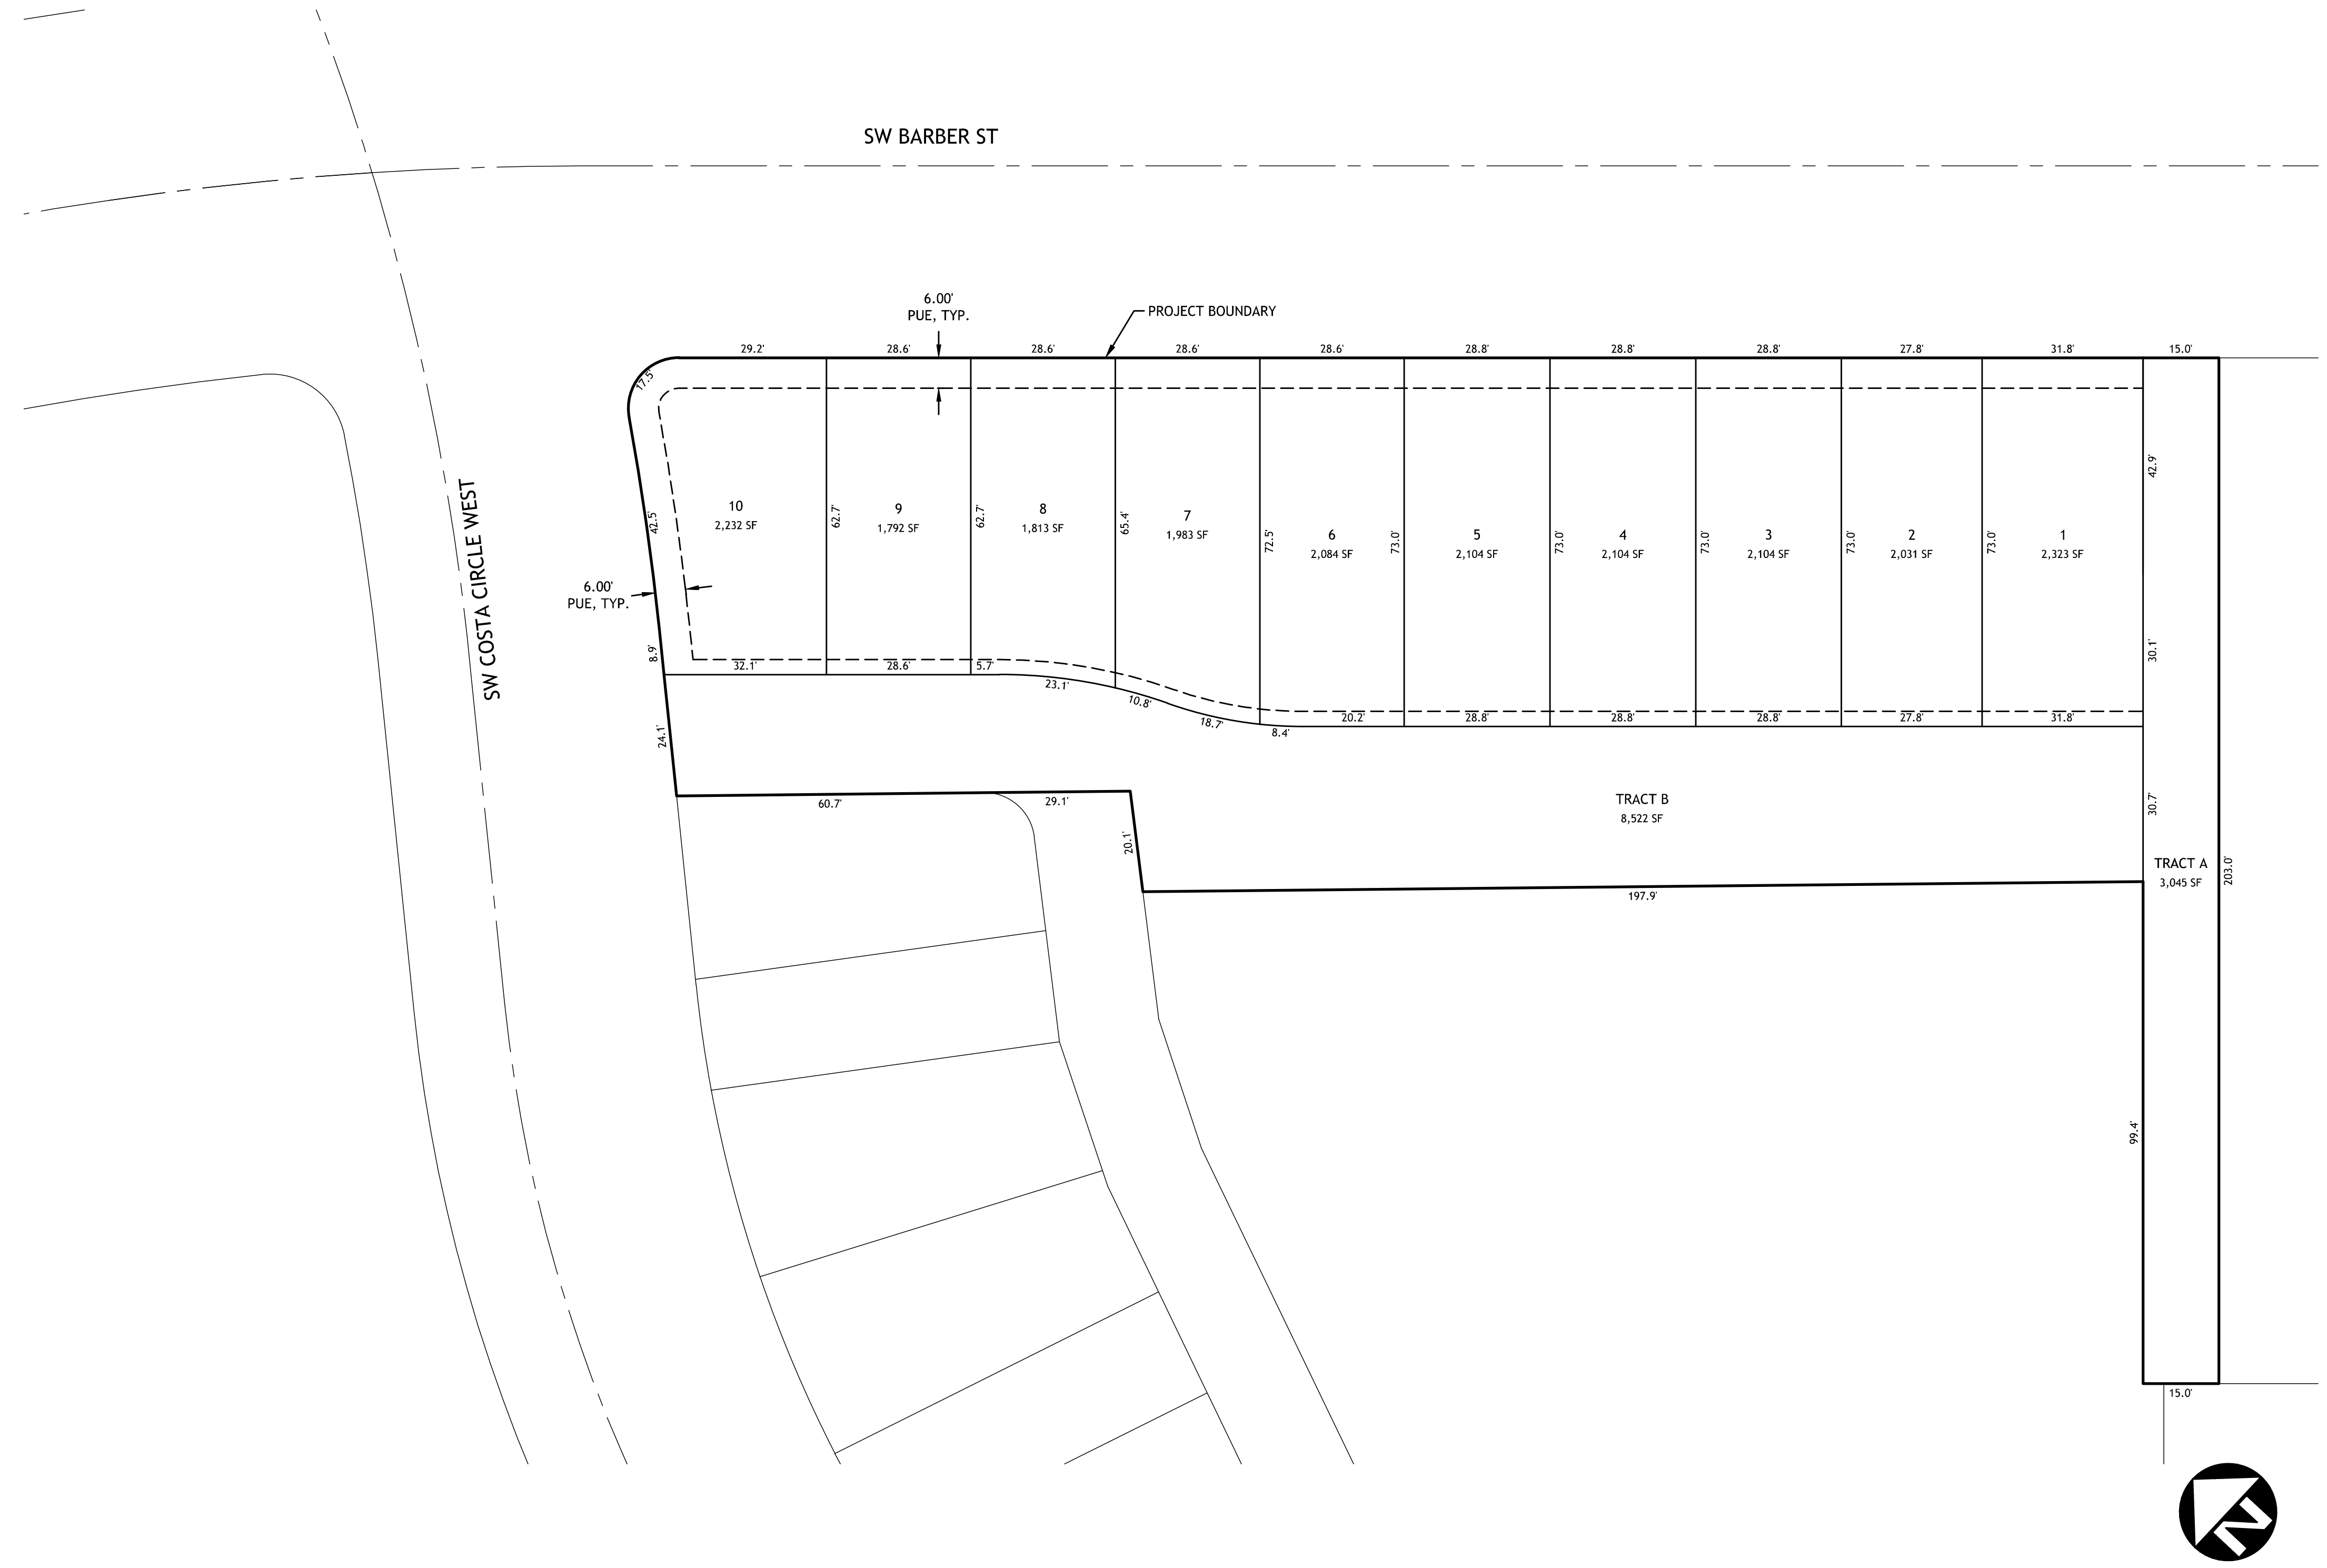 SW BARBER ST
6.00'
PUE, TYP.
PROJECT BOUNDARY
29.2'
28.6'
28.6'
28.6'
28.6'
28.8'
28.8'
28.8'
27.8'
31.8'
15.0'
17.5'
SW COSTA CIRCLE WEST
42.5'
10
2,232 SF
62.7'
9
1,792 SF
62.7'
8
1,813 SF
65.4'
7
1,983 SF
72.5'
6
2,084 SF
73.0'
5
2,104 SF
73.0'
4
2,104 SF
73.0'
3
2,104 SF
73.0'
2
2,031 SF
73.0'
1
2,323 SF
42.9'
30.1'
6.00'
PUE, TYP.
8.9'
32.1'
28.6'
5.7'
23.1'
10.8'
18.7'
8.4'
20.2'
28.8'
28.8'
28.8'
27.8'
31.8'
24.1'
60.7'
29.1'
20.1'
TRACT B
8,522 SF
30.7'
TRACT A
3,045 SF
203.0'
197.9'
99.4'
15.0'
N